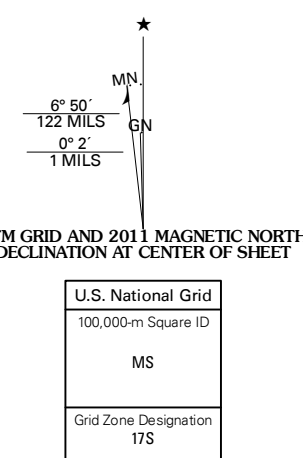 MN
6° 50´
122 MILS
GN
0° 2´
1 MILS
TM GRID AND 2011 MAGNETIC NORTH
DECLINATION AT CENTER OF SHEET
U.S. National Grid
100,000-m Square ID
MS
Grid Zone Designation
17S